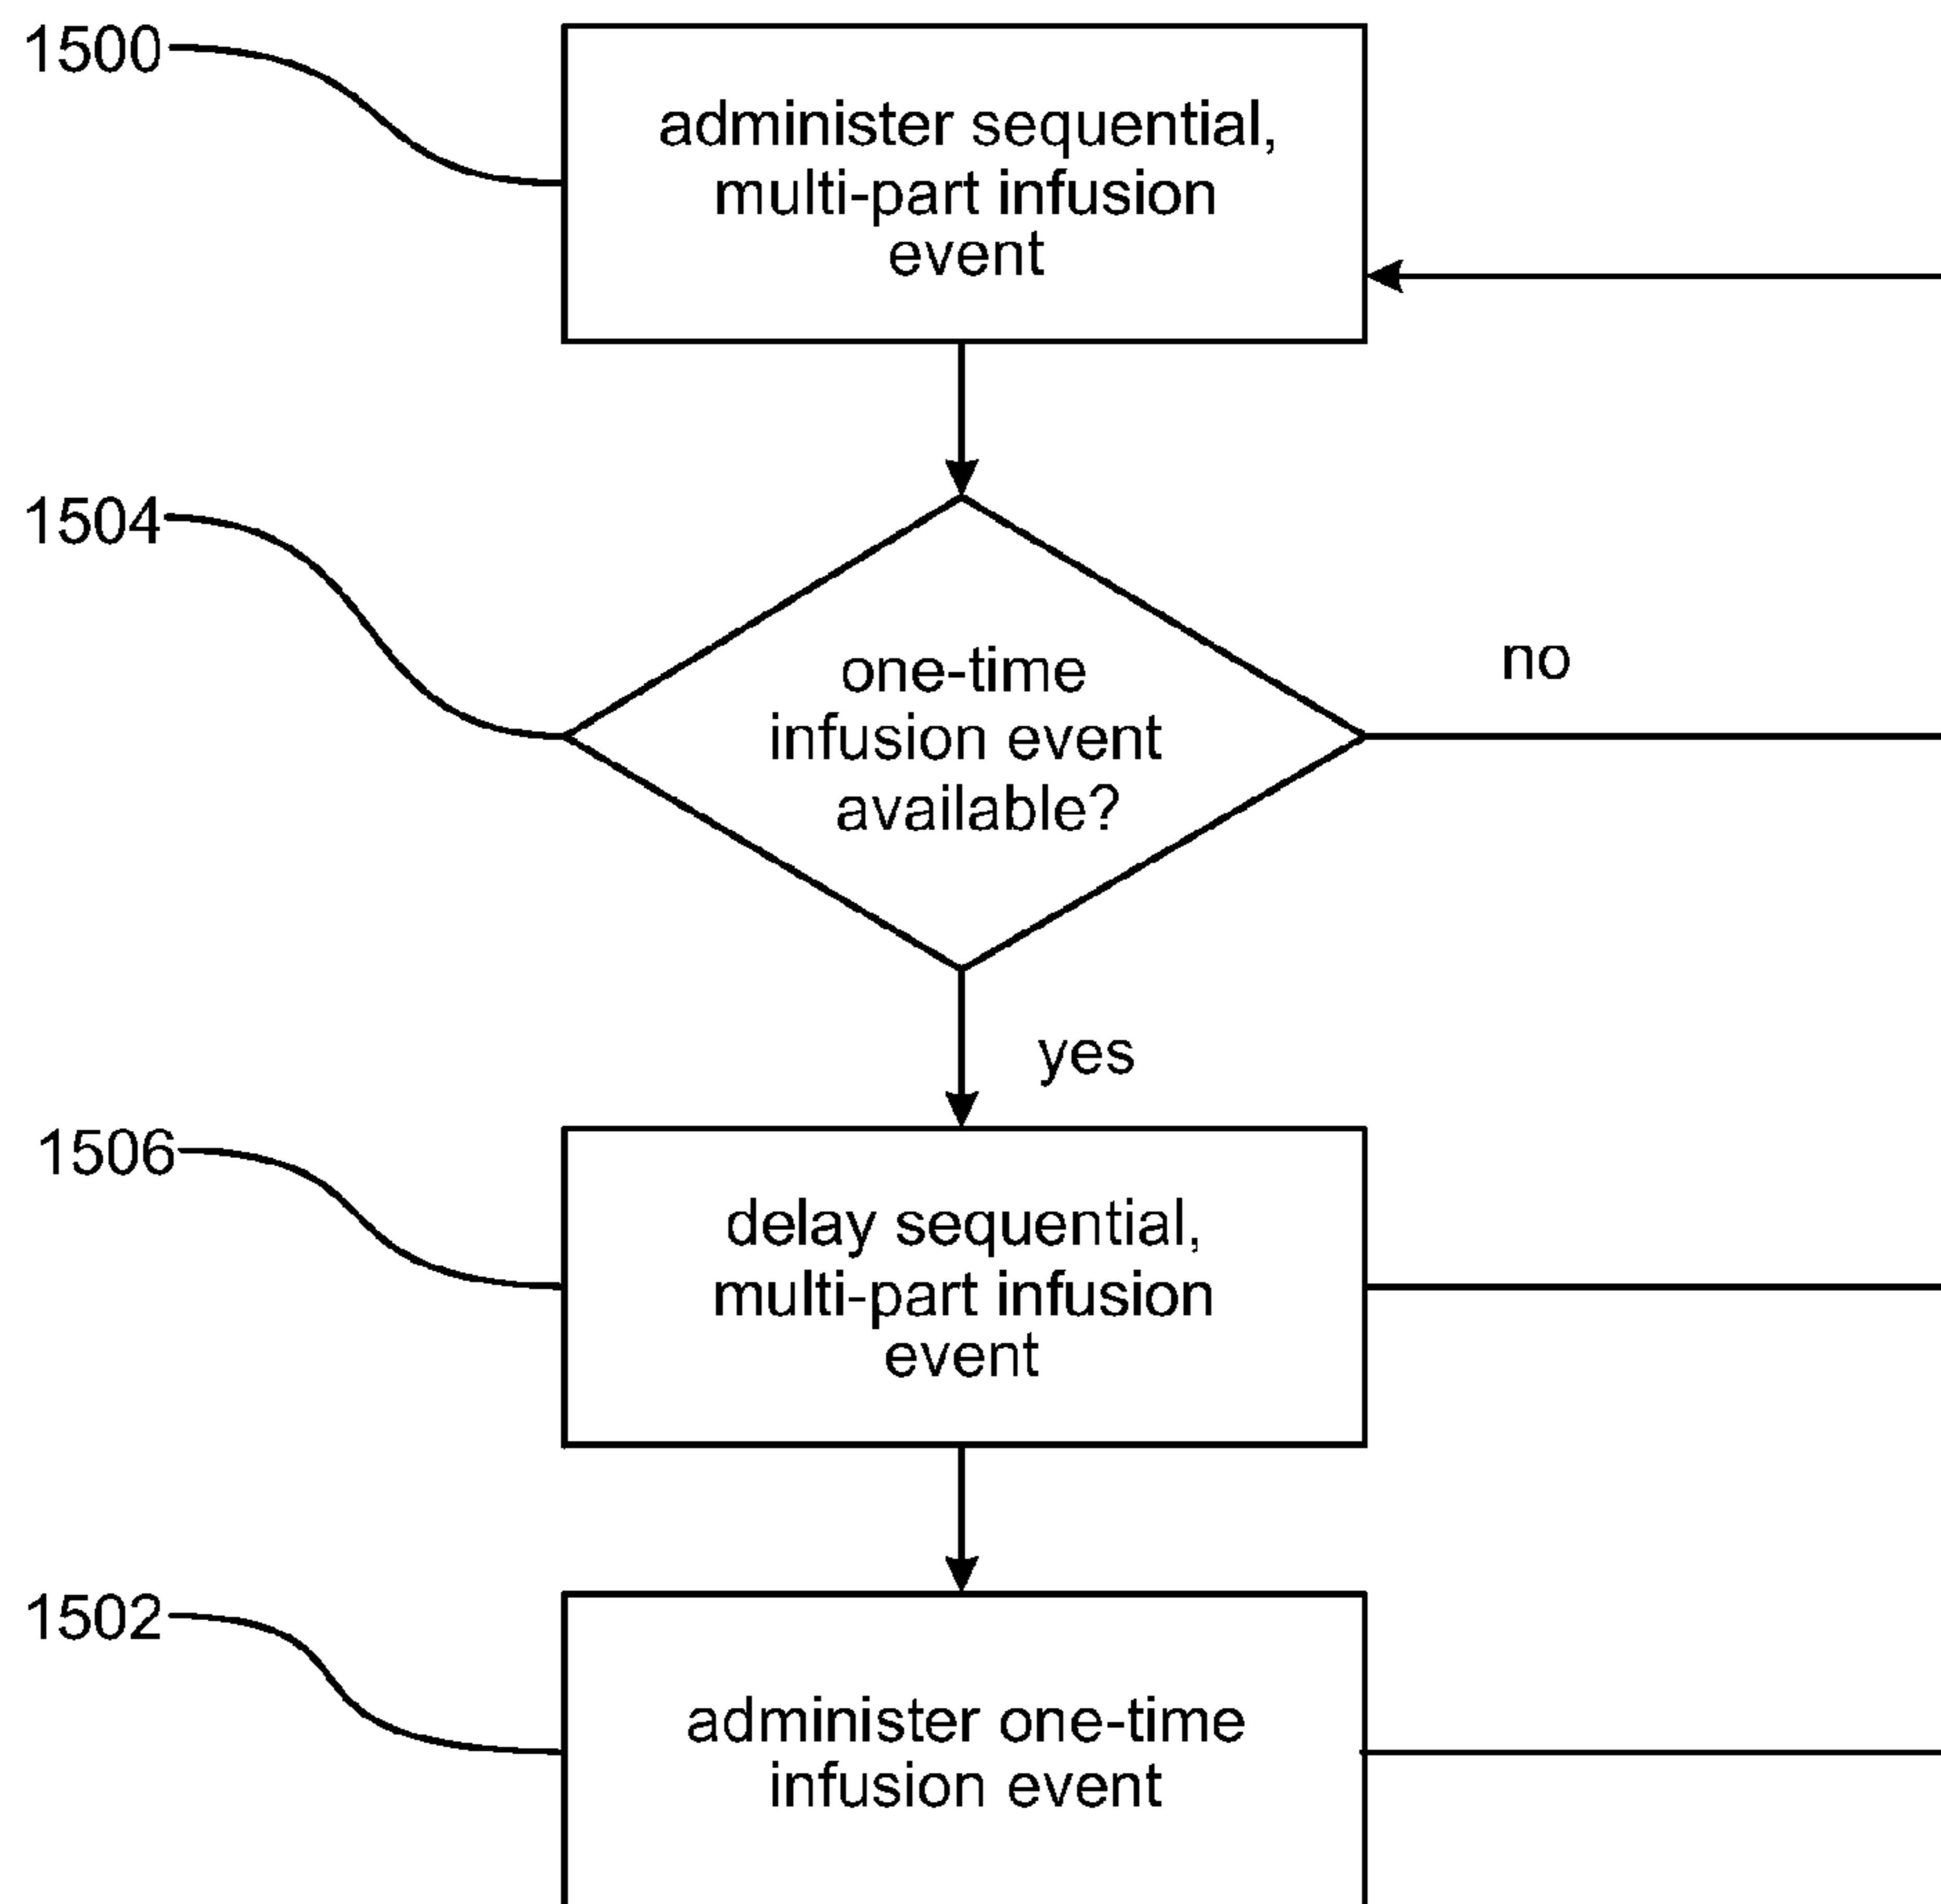 1500
administer sequential,
multi-part infusion
event
1504
one-time
infusion event
available?
no
yes
1506
delay sequential,
multi-part infusion
event
1502
administer one-time
infusion event